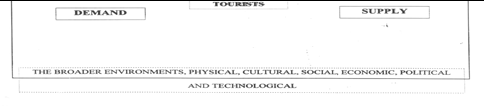 TOURISTS
DEMAND
SUPPLY
THE BROADER ENVIRONMENTS, PHYSICAL, CULTURAL, SOCIAL, ECONOMIC, POLITICAL
AND TECHNOLOGICAL